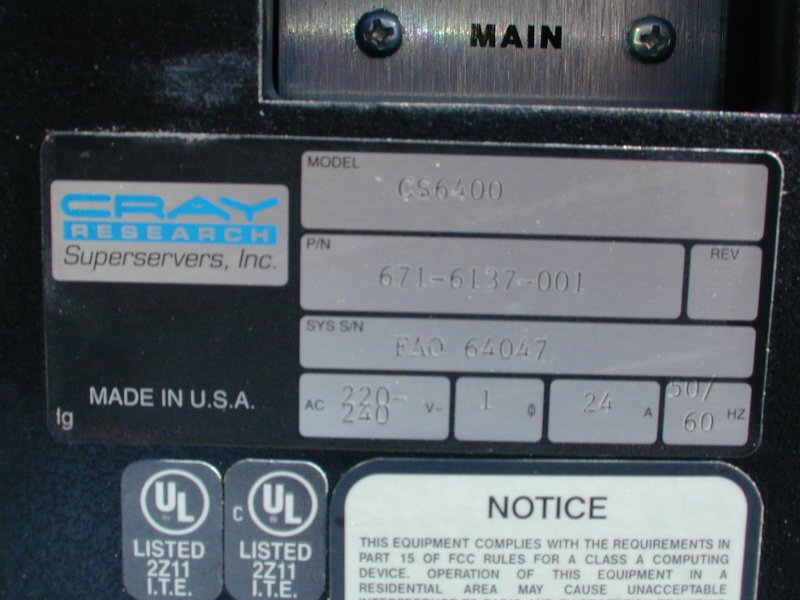 MAIN
MODEL
CS6400
CRAY
RESEARCH
Superservers, Inc.
P/N
671-6137-001
REV
SYS S/N
EAO 64047
MADE IN U.S.A.
lg
AC 220-
240 V~
1 ϕ
24 A
50/
60 HZ
UL
LISTED
2Z11
I.T.E.
C UL
LISTED
2Z11
I.T.E.
NOTICE
THIS EQUIPMENT COMPLIES WITH THE REQUIREMENTS IN
PART 15 OF FCC RULES FOR A CLASS A COMPUTING
DEVICE. OPERATION OF THIS EQUIPMENT IN A
RESIDENTIAL AREA MAY CAUSE UNACCEPTABLE